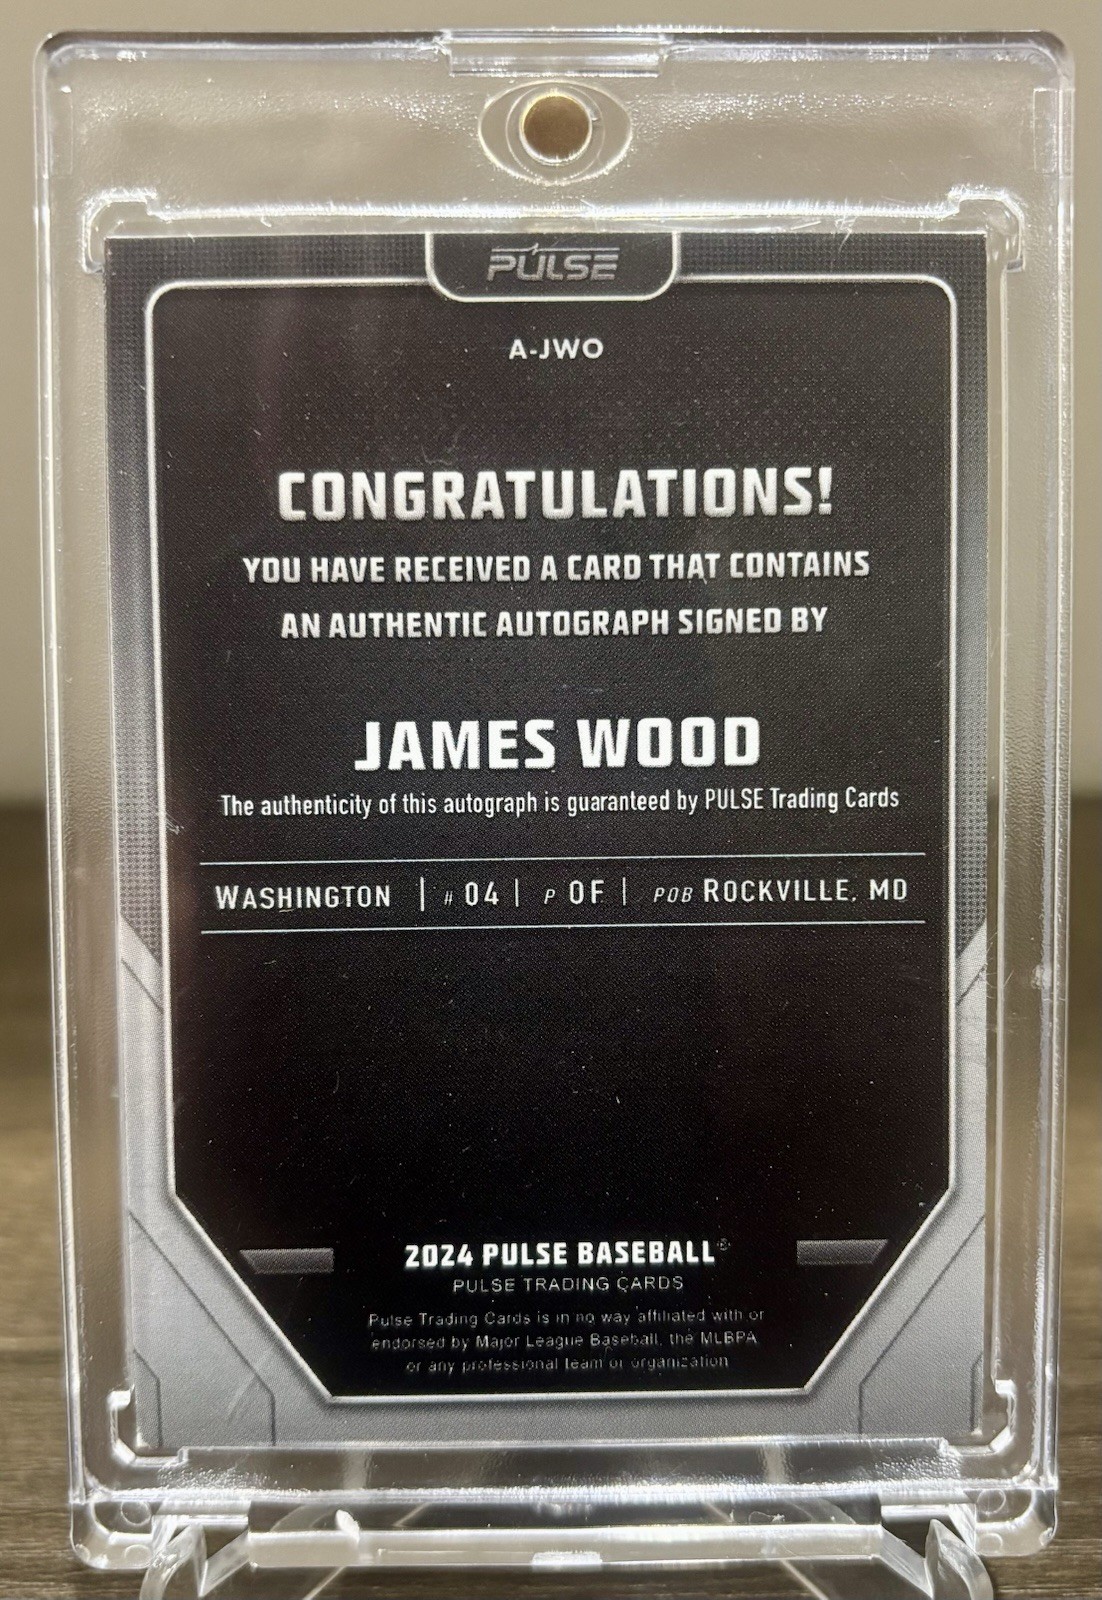 PULSE
A-JWO
CONGRATULATIONS!
YOU HAVE RECEIVED A CARD THAT CONTAINS
AN AUTHENTIC AUTOGRAPH SIGNED BY
JAMES WOOD
The authenticity of this autograph is guaranteed by PULSE Trading Cards
WASHINGTON | # 04 | P OF | POB ROCKVILLE, MD
2024 PULSE BASEBALL®
PULSE TRADING CARDS
Pulse Trading Cards is in no way affiliated with or
endorsed by Major League Baseball, the MLBPA
or any professional team or organization